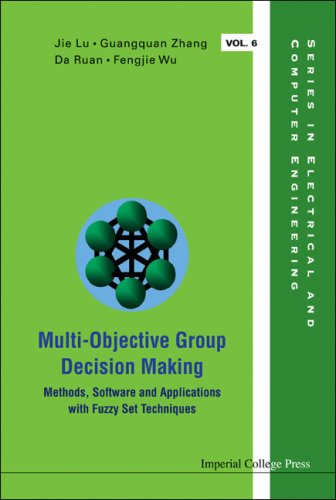 Jie Lu • Guangquan Zhang
Da Ruan • Fengjie Wu
VOL. 6
SERIES IN ELECTRICAL AND
COMPUTER ENGINEERING
Multi-Objective Group
Decision Making
Methods, Software and Applications
with Fuzzy Set Techniques
Imperial College Press